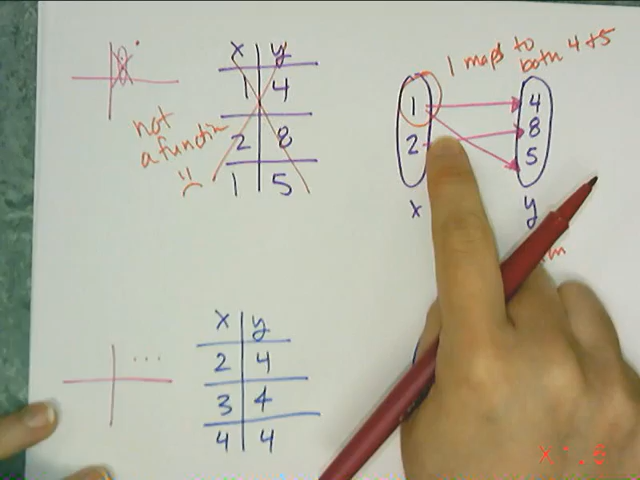 x y
1 4
2 8
1 5
not
a function
1 maps to
both 4 & 5
1
2
x
4
8
5
y
x y
2 4
3 4
4 4